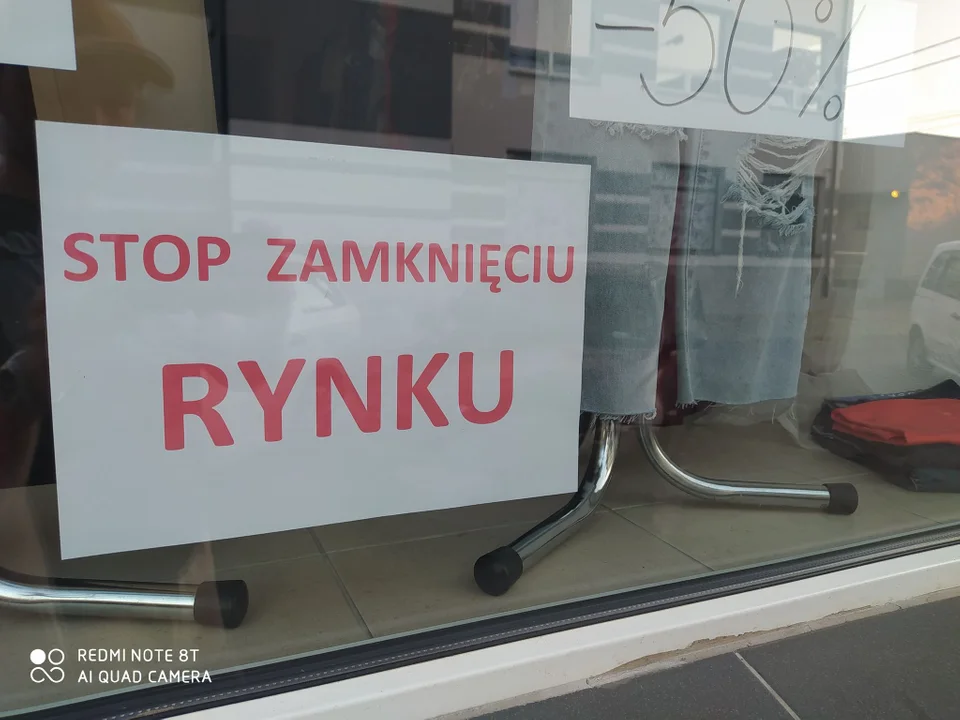 -50%
STOP ZAMKNIĘCIU
RYNKU
REDMI NOTE 8T
AI QUAD CAMERA